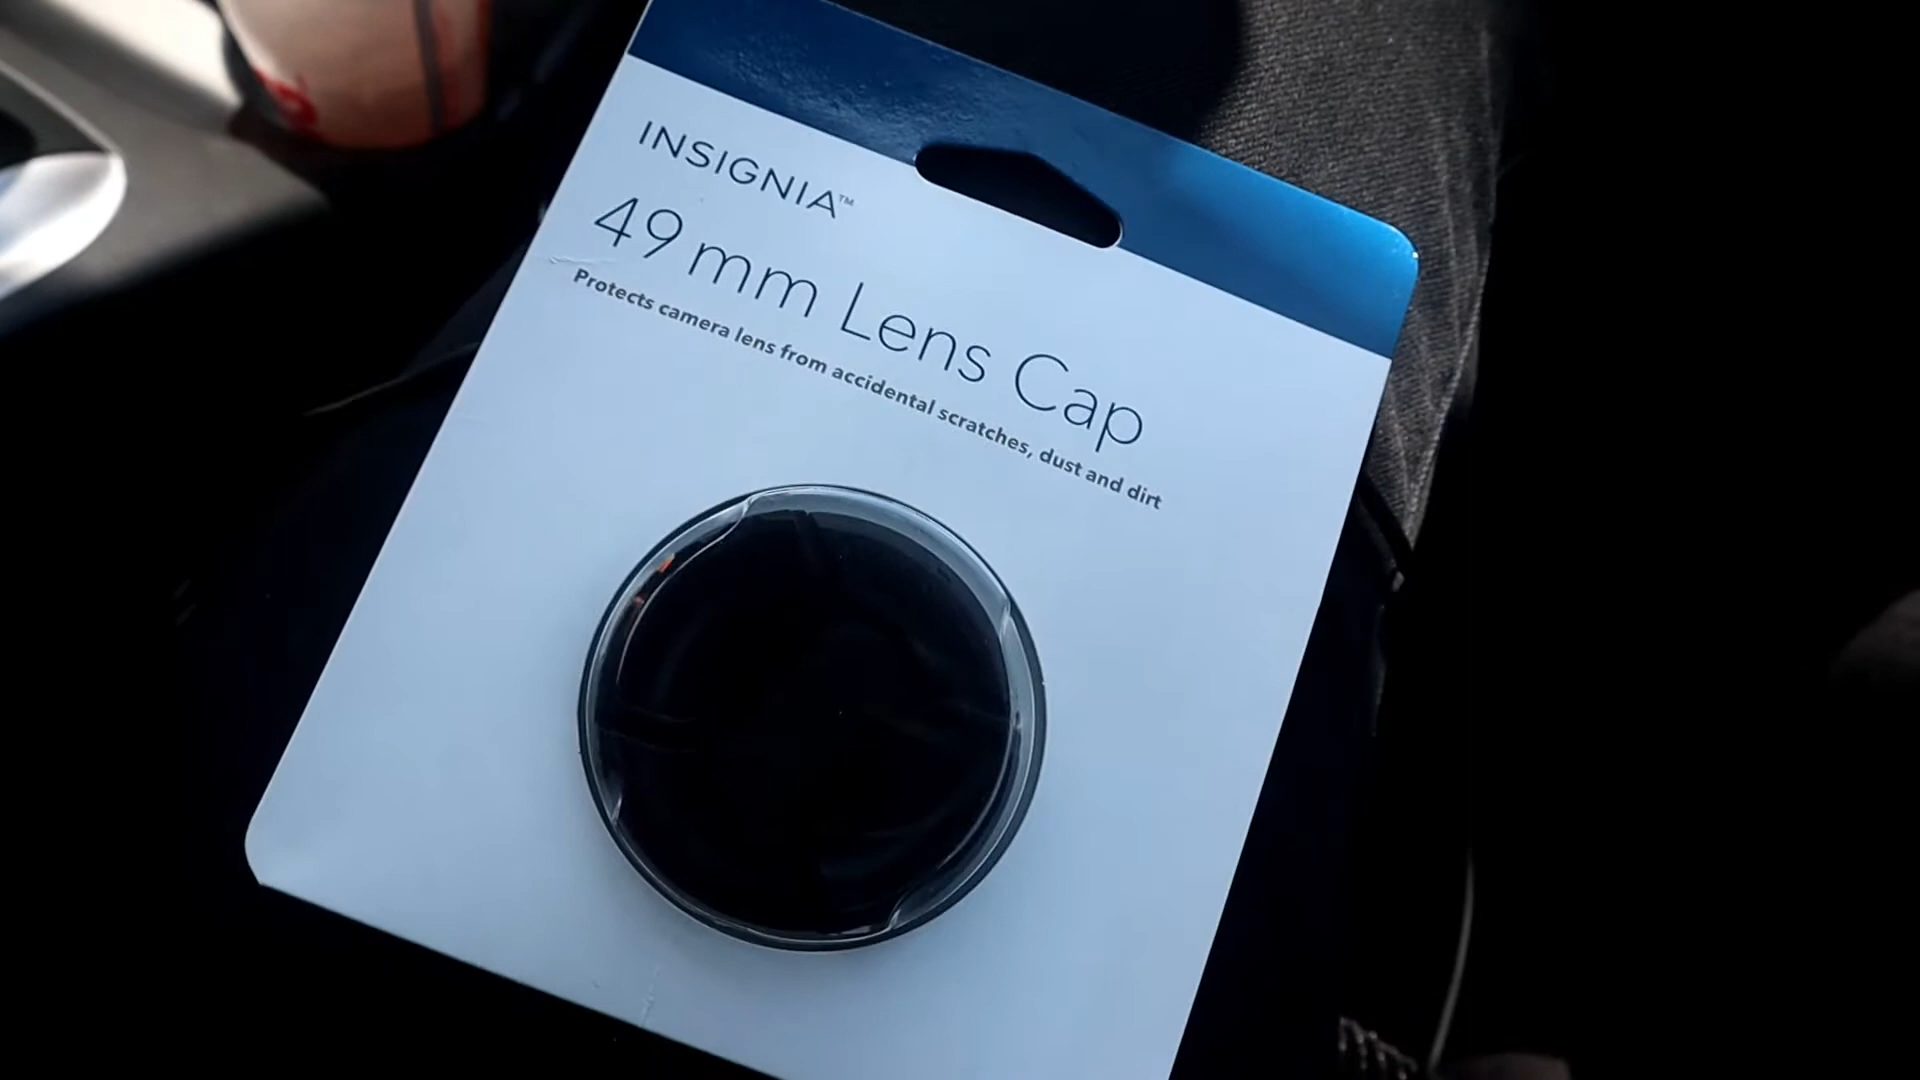 INSIGNIA™
49 mm Lens Cap
Protects camera lens from accidental scratches, dust and dirt